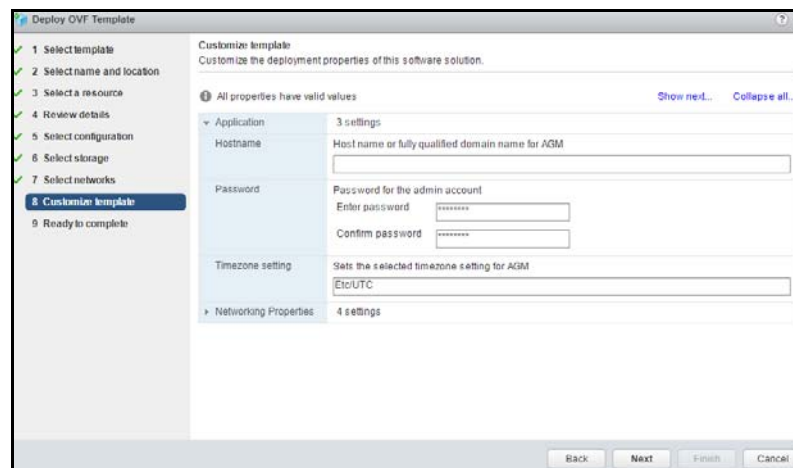 Deploy OVF Template
?
1 Select template
2 Select name and location
3 Select a resource
4 Review details
5 Select configuration
6 Select storage
7 Select networks
8 Customize template
9 Ready to complete
Customize template
Customize the deployment properties of this software solution.
All properties have valid values
Show next...
Collapse all...
Application
3 settings
Hostname
Host name or fully qualified domain name for AGM
Password
Password for the admin account
Enter password
********
Confirm password
********
Timezone setting
Sets the selected timezone setting for AGM
Etc/UTC
Networking Properties
4 settings
Back
Next
Finish
Cancel